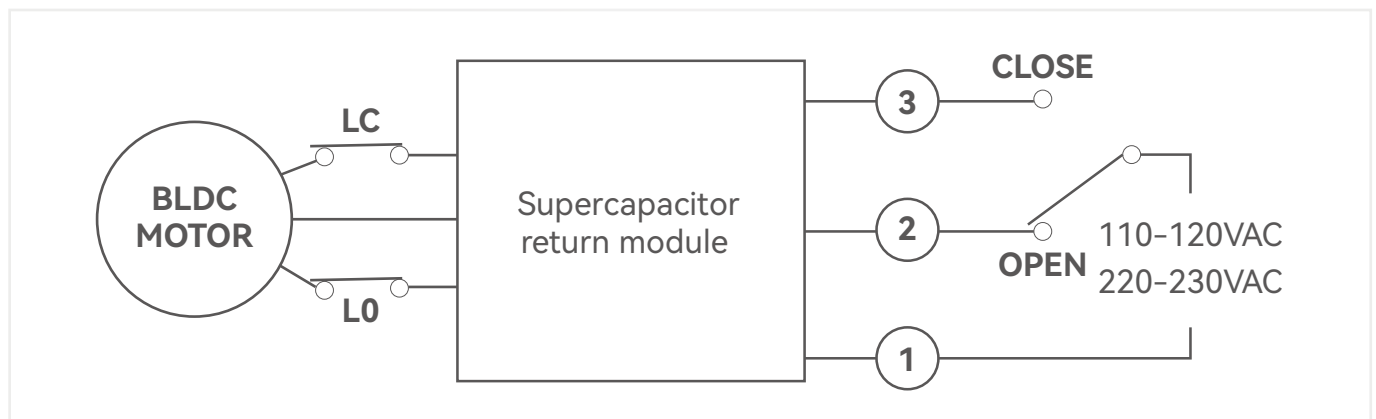 BLDC
MOTOR
LC
L0
Supercapacitor
return module
3
CLOSE
2
OPEN
110-120VAC
220-230VAC
1